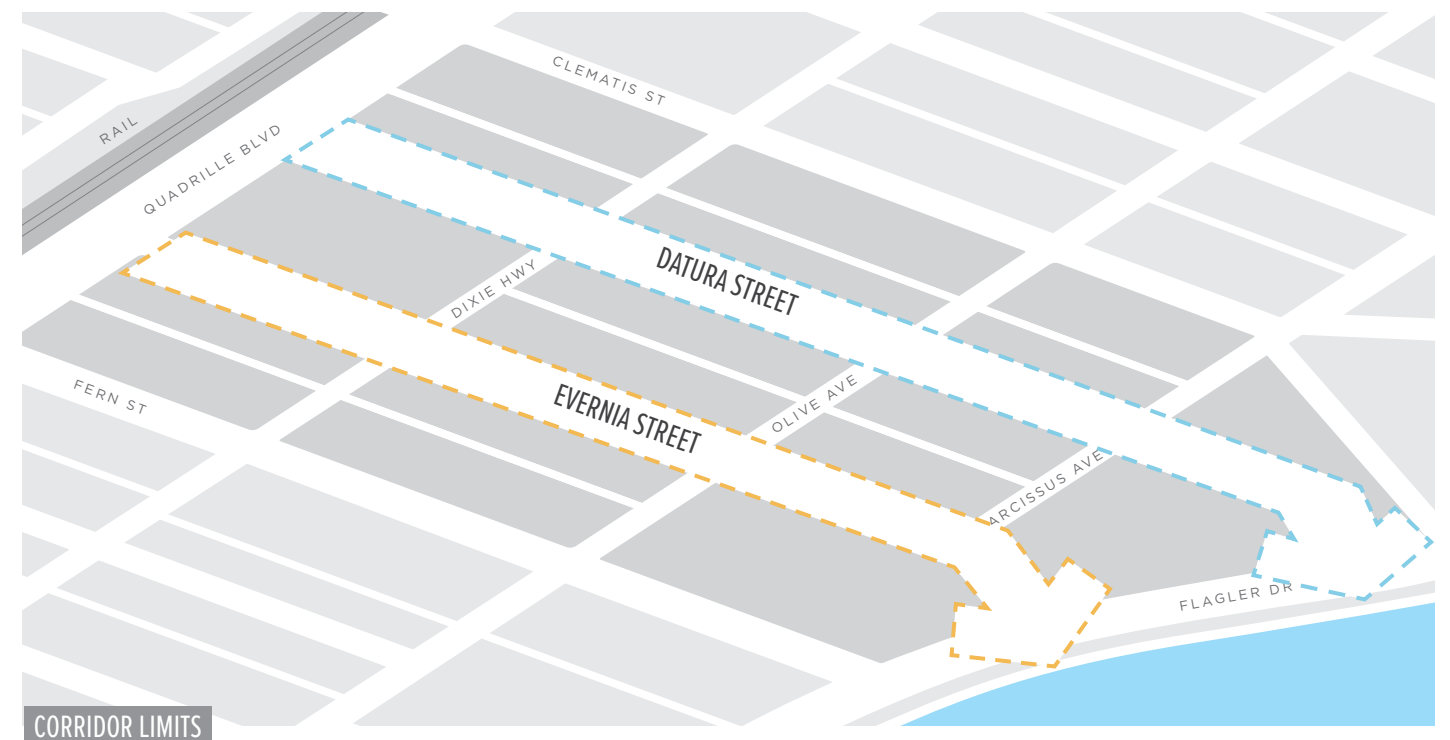 CLEMATIS ST
RAIL
QUADRILLE BLVD
DATURA STREET
DIXIE HWY
EVERNIA STREET
OLIVE AVE
FERN ST
ARCISSUS AVE
FLAGLER DR
CORRIDOR LIMITS